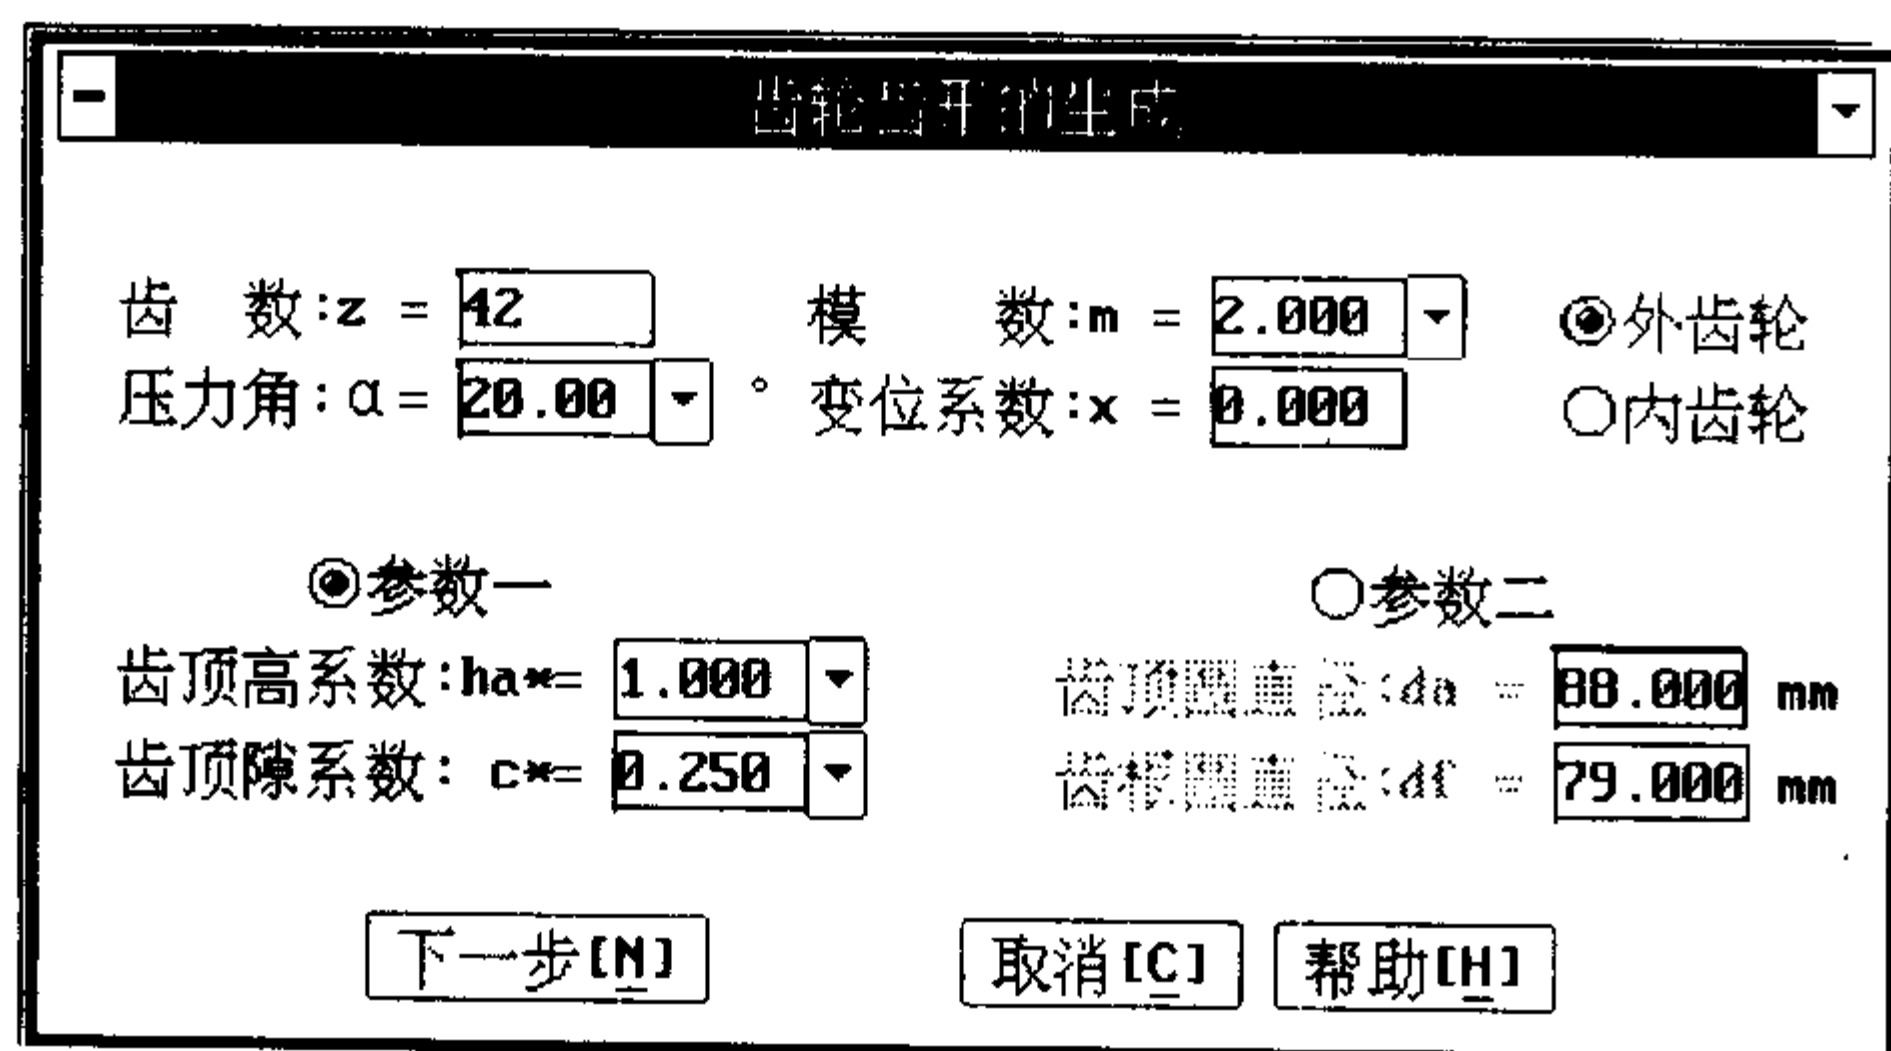 齿轮齿形的生成
齿 数:z = 42 模 数:m = 2.000 外齿轮
压力角:α= 20.00 ° 变位系数:x = 0.000 内齿轮
参数一 参数二
齿顶高系数:ha*= 1.000 齿顶圆直径:da = 88.000 mm
齿顶隙系数: c*= 0.250 齿根圆直径:df = 79.000 mm
下一步[N] 取消[C] 帮助[H]